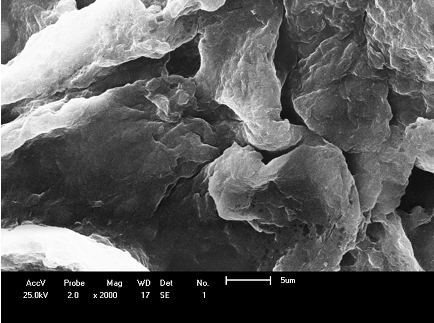 AccV Probe Mag WD Det No. 5um
25.0kV 2.0 x 2000 17 SE 1